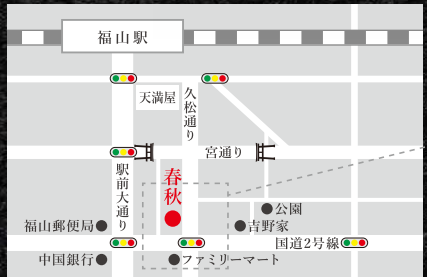 福山駅
天満屋
久松通り
宮通り
駅前大通り
春秋
公園
福山郵便局
吉野家
国道2号線
中国銀行
ファミリーマート